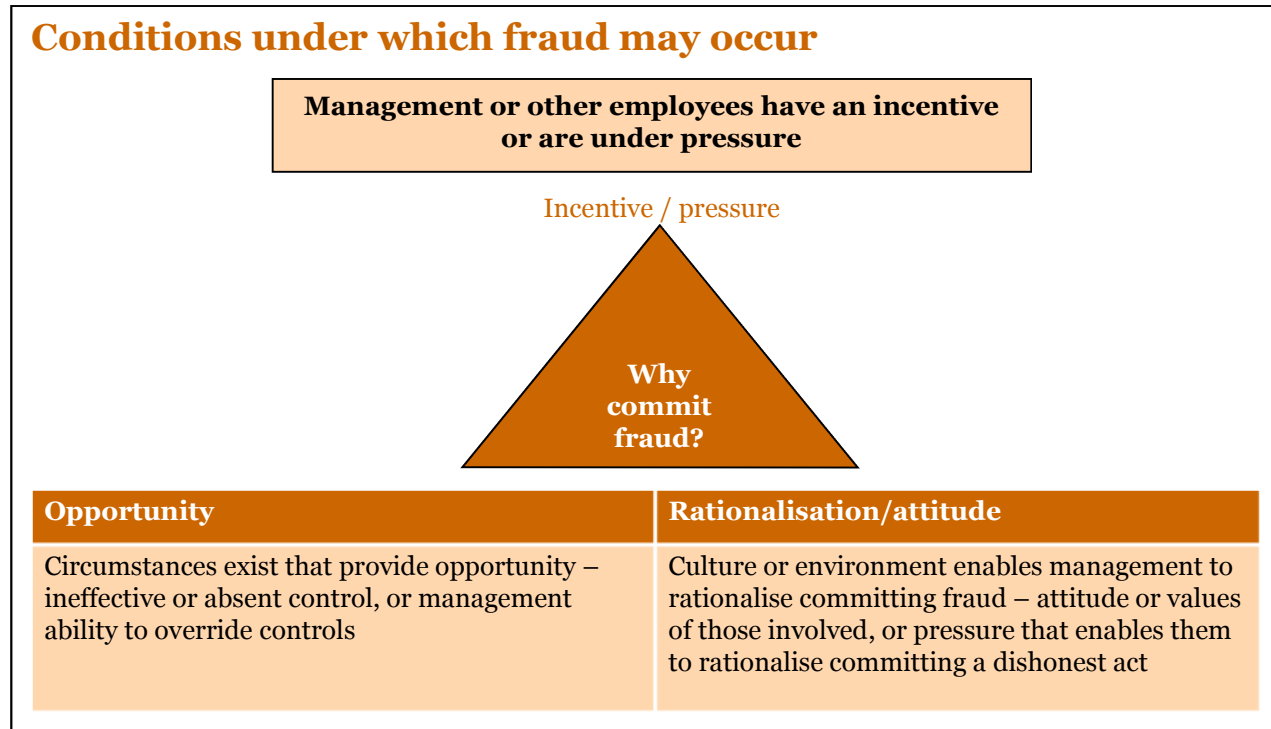 Conditions under which fraud may occur
Management or other employees have an incentive
or are under pressure
Incentive / pressure
Why
commit
fraud?
Opportunity
Rationalisation/attitude
Circumstances exist that provide opportunity –
ineffective or absent control, or management
ability to override controls
Culture or environment enables management to
rationalise committing fraud – attitude or values
of those involved, or pressure that enables them
to rationalise committing a dishonest act